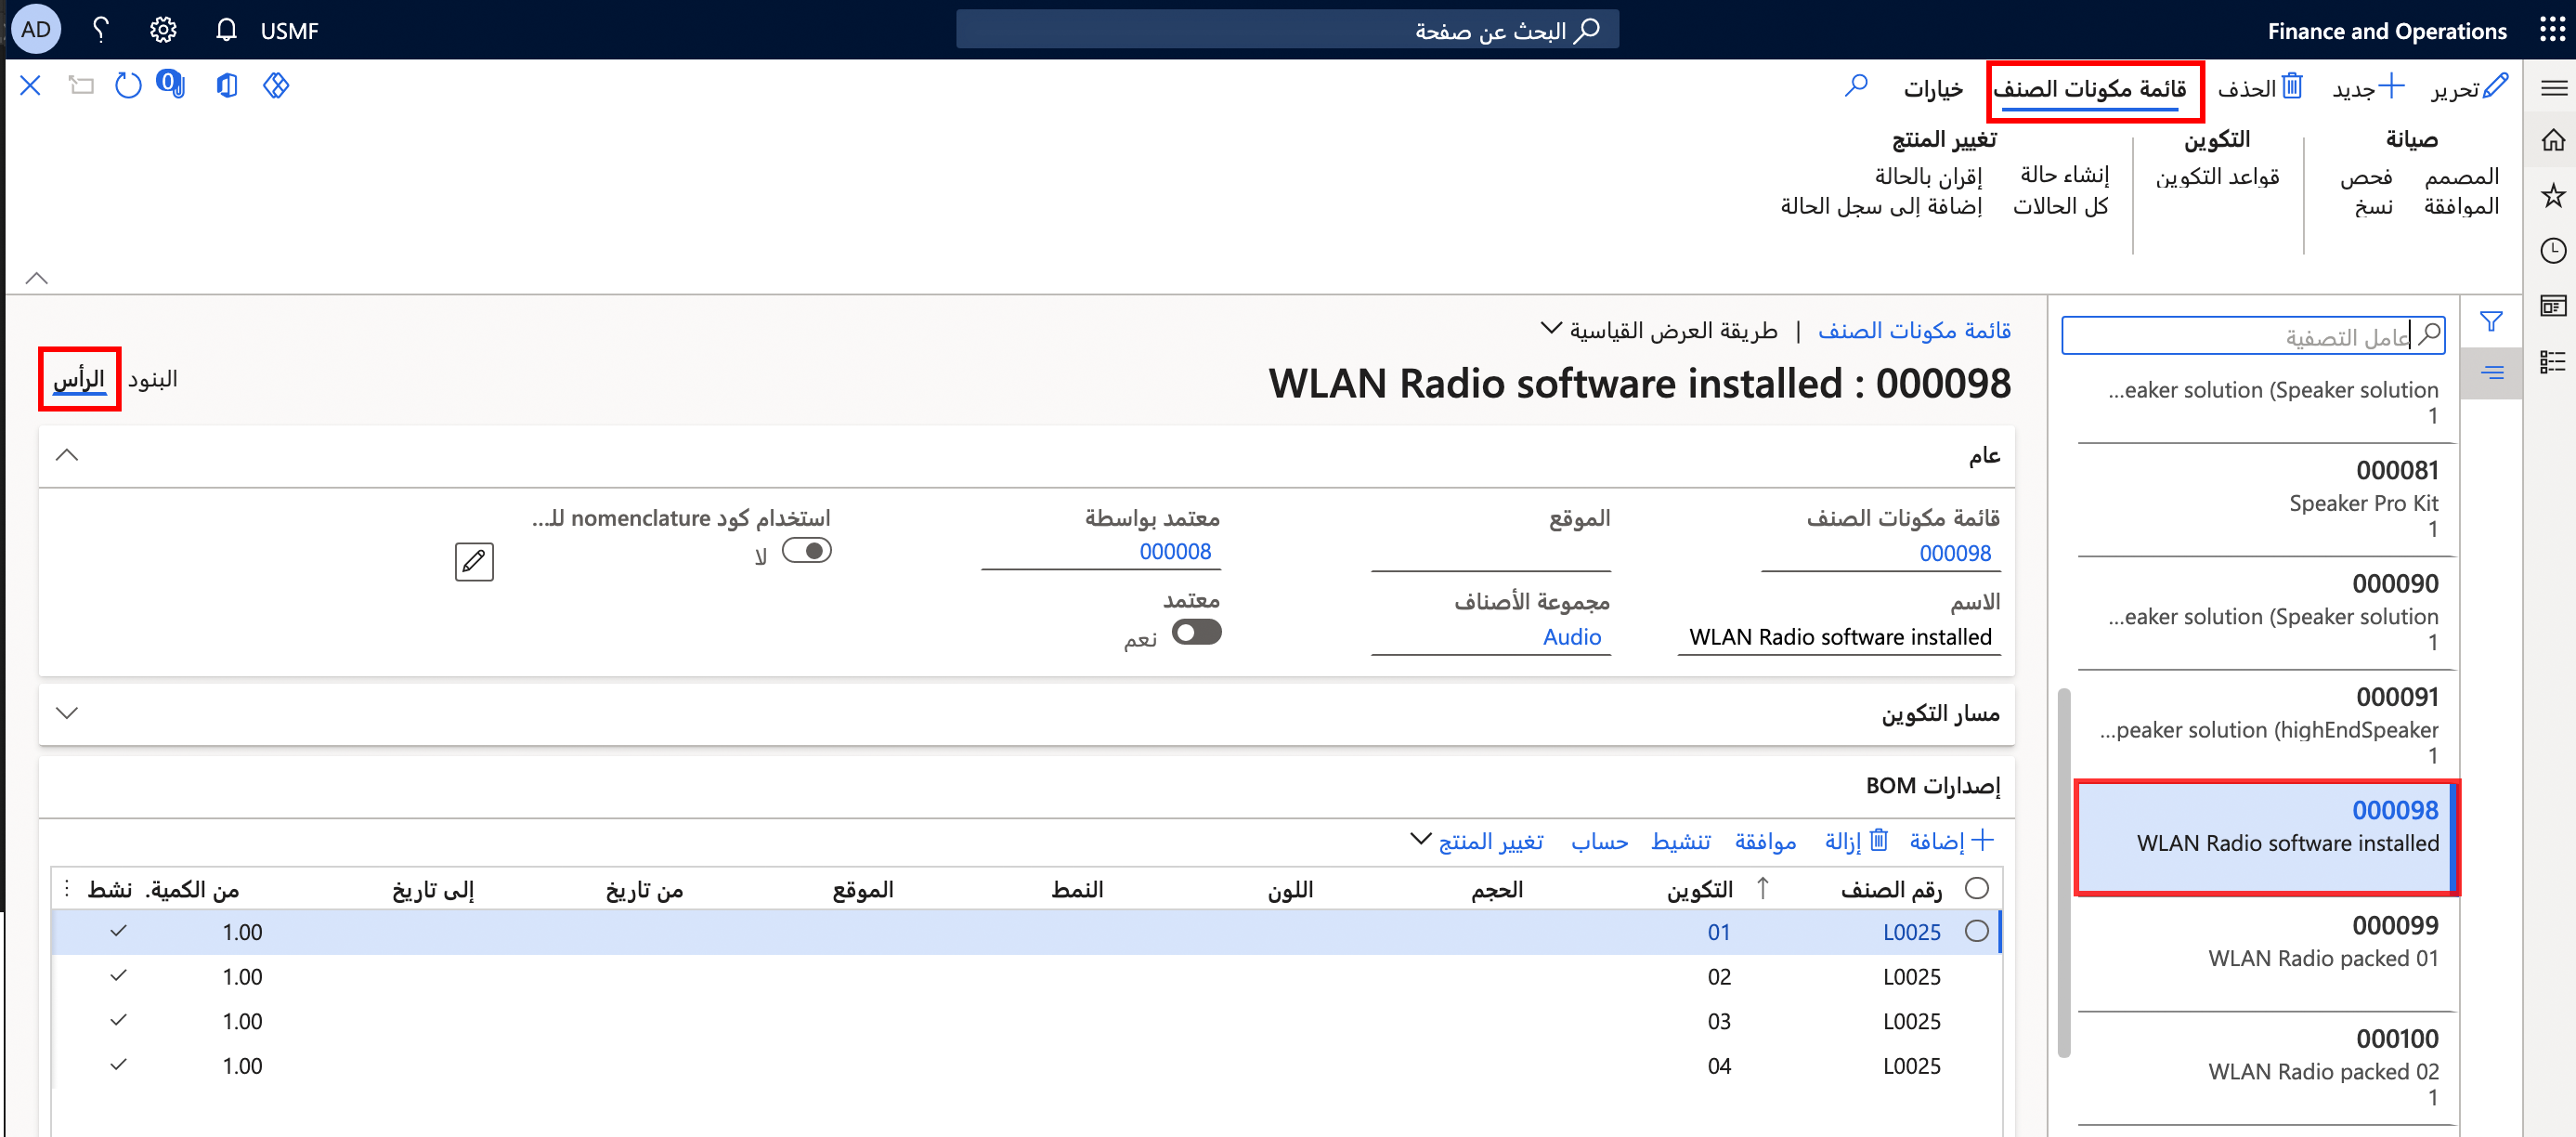 Finance and Operations
البحث عن صفحة
USMF
AD
تحرير
جديد
الحذف
قائمة مكونات الصنف
خيارات
0
صيانة
المصمم
فحص
الموافقة
نسخ
التكوين
قواعد التكوين
تغيير المنتج
إنشاء حالة
إقران بالحالة
كل الحالات
إضافة إلى سجل الحالة
عامل التصفية
eaker solution (Speaker solution...
1
000081
Speaker Pro Kit
1
000090
eaker solution (Speaker solution...
1
000091
peaker solution (highEndSpeaker...
1
000098
WLAN Radio software installed
000099
WLAN Radio packed 01
000100
WLAN Radio packed 02
1
قائمة مكونات الصنف | طريقة العرض القياسية
000098 : WLAN Radio software installed
البنود
الرأس
عام
قائمة مكونات الصنف
000098
الاسم
WLAN Radio software installed
الموقع
مجموعة الأصناف
Audio
معتمد بواسطة
000008
معتمد
نعم
استخدام كود nomenclature للـ...
لا
مسار التكوين
إصدارات BOM
إضافة إزالة موافقة تنشيط حساب تغيير المنتج
رقم الصنف التكوين الحجم اللون النمط الموقع من تاريخ إلى تاريخ من الكمية. نشط
L0025 01 1.00
L0025 02 1.00
L0025 03 1.00
L0025 04 1.00